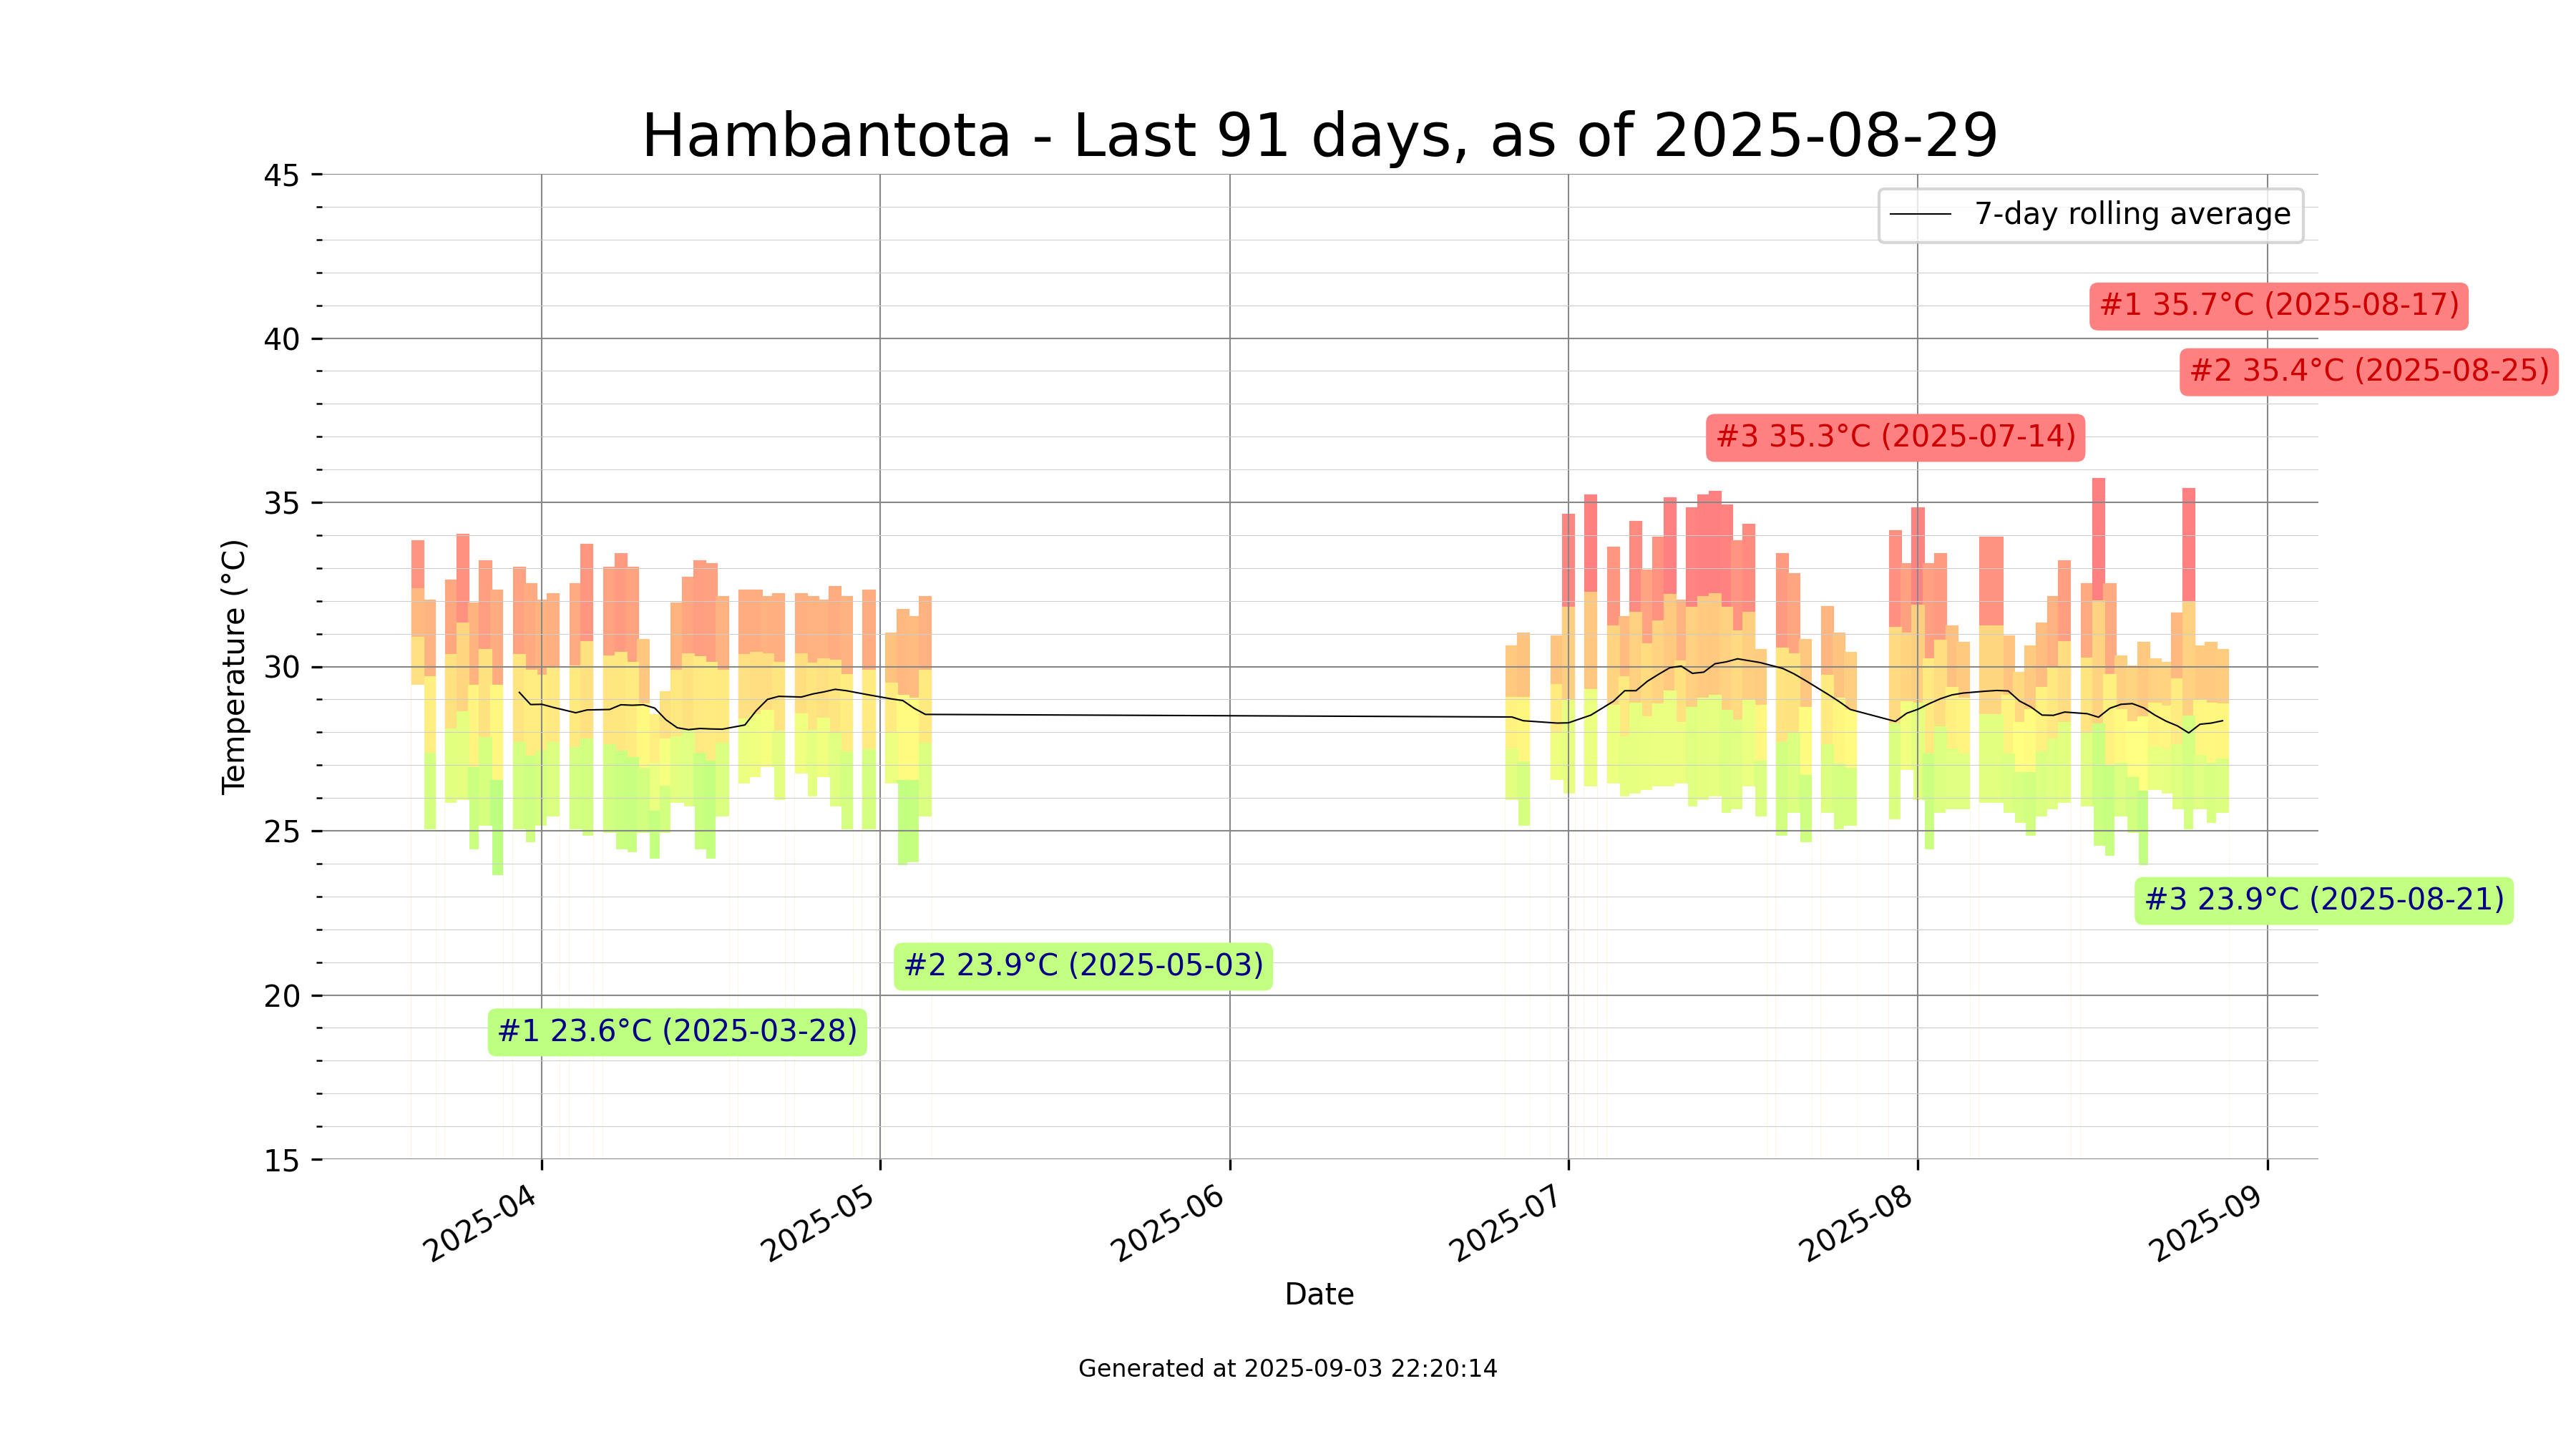 Hambantota - Last 91 days, as of 2025-08-29
45
40
35
30
25
20
15
Temperature (°C)
7-day rolling average
#1 35.7°C (2025-08-17)
#2 35.4°C (2025-08-25)
#3 35.3°C (2025-07-14)
#3 23.9°C (2025-08-21)
#2 23.9°C (2025-05-03)
#1 23.6°C (2025-03-28)
2025-04
2025-05
2025-06
2025-07
2025-08
2025-09
Date
Generated at 2025-09-03 22:20:14